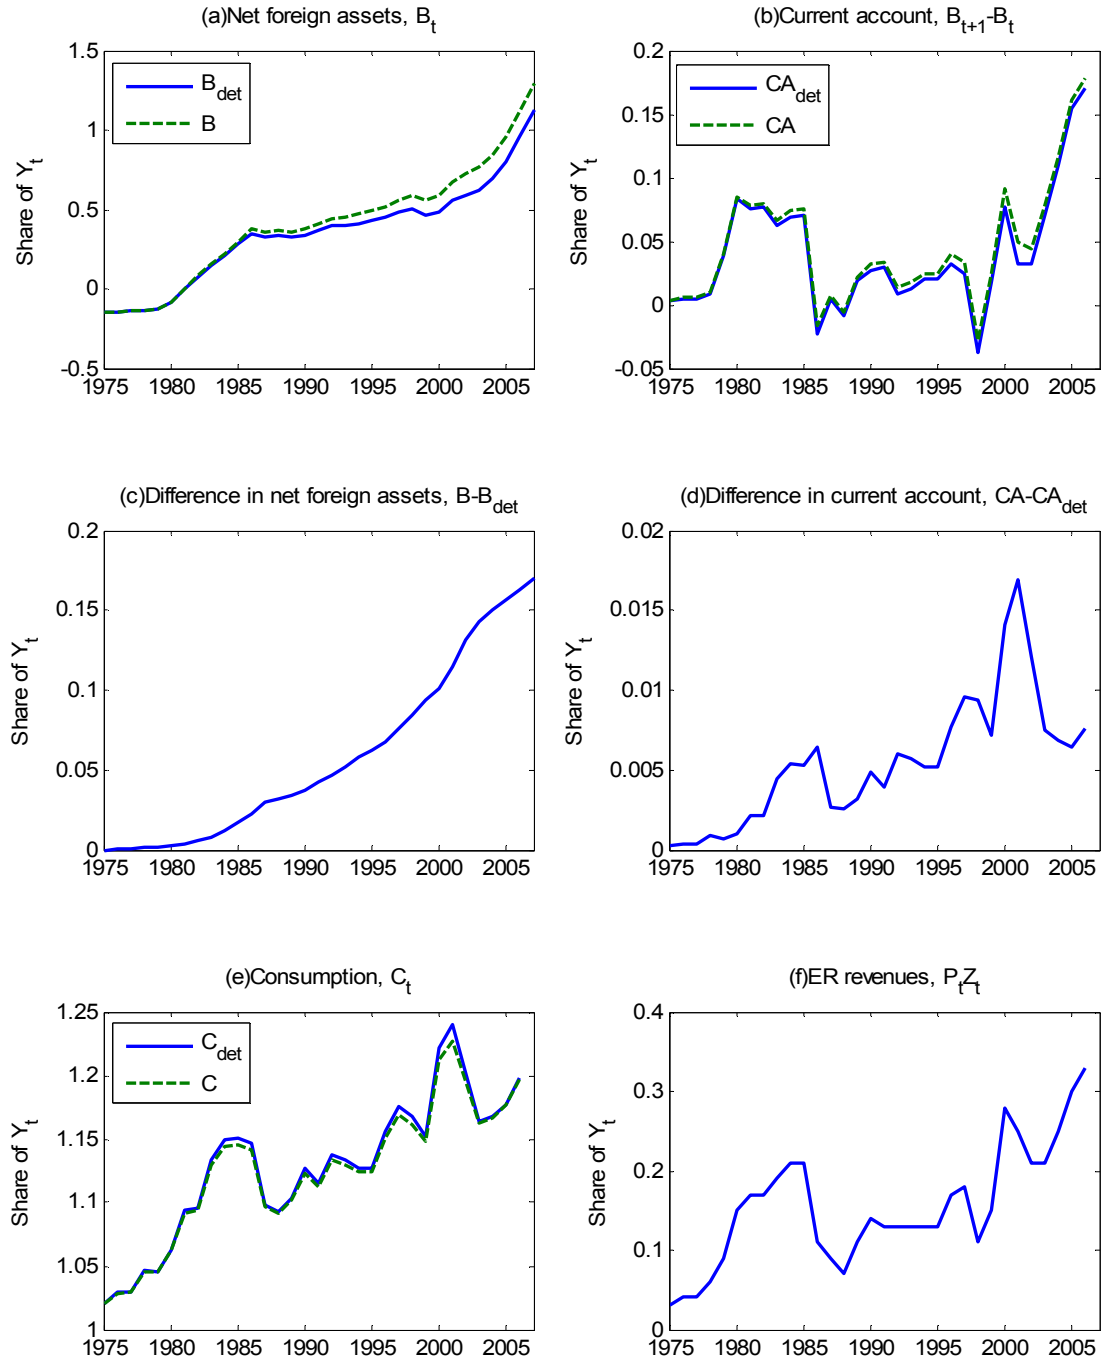 (a)Net foreign assets, B_t
1.5
1
0.5
0
-0.5
Share of Y_t
B_det
B
1975 1980 1985 1990 1995 2000 2005
(b)Current account, B_t+1-B_t
0.2
0.15
0.1
0.05
0
-0.05
Share of Y_t
CA_det
CA
1975 1980 1985 1990 1995 2000 2005
(c)Difference in net foreign assets, B-B_det
0.2
0.15
0.1
0.05
0
Share of Y_t
1975 1980 1985 1990 1995 2000 2005
(d)Difference in current account, CA-CA_det
0.02
0.015
0.01
0.005
0
Share of Y_t
1975 1980 1985 1990 1995 2000 2005
(e)Consumption, C_t
1.25
1.2
1.15
1.1
1.05
1
Share of Y_t
C_det
C
1975 1980 1985 1990 1995 2000 2005
(f)ER revenues, P_tZ_t
0.4
0.3
0.2
0.1
0
Share of Y_t
1975 1980 1985 1990 1995 2000 2005